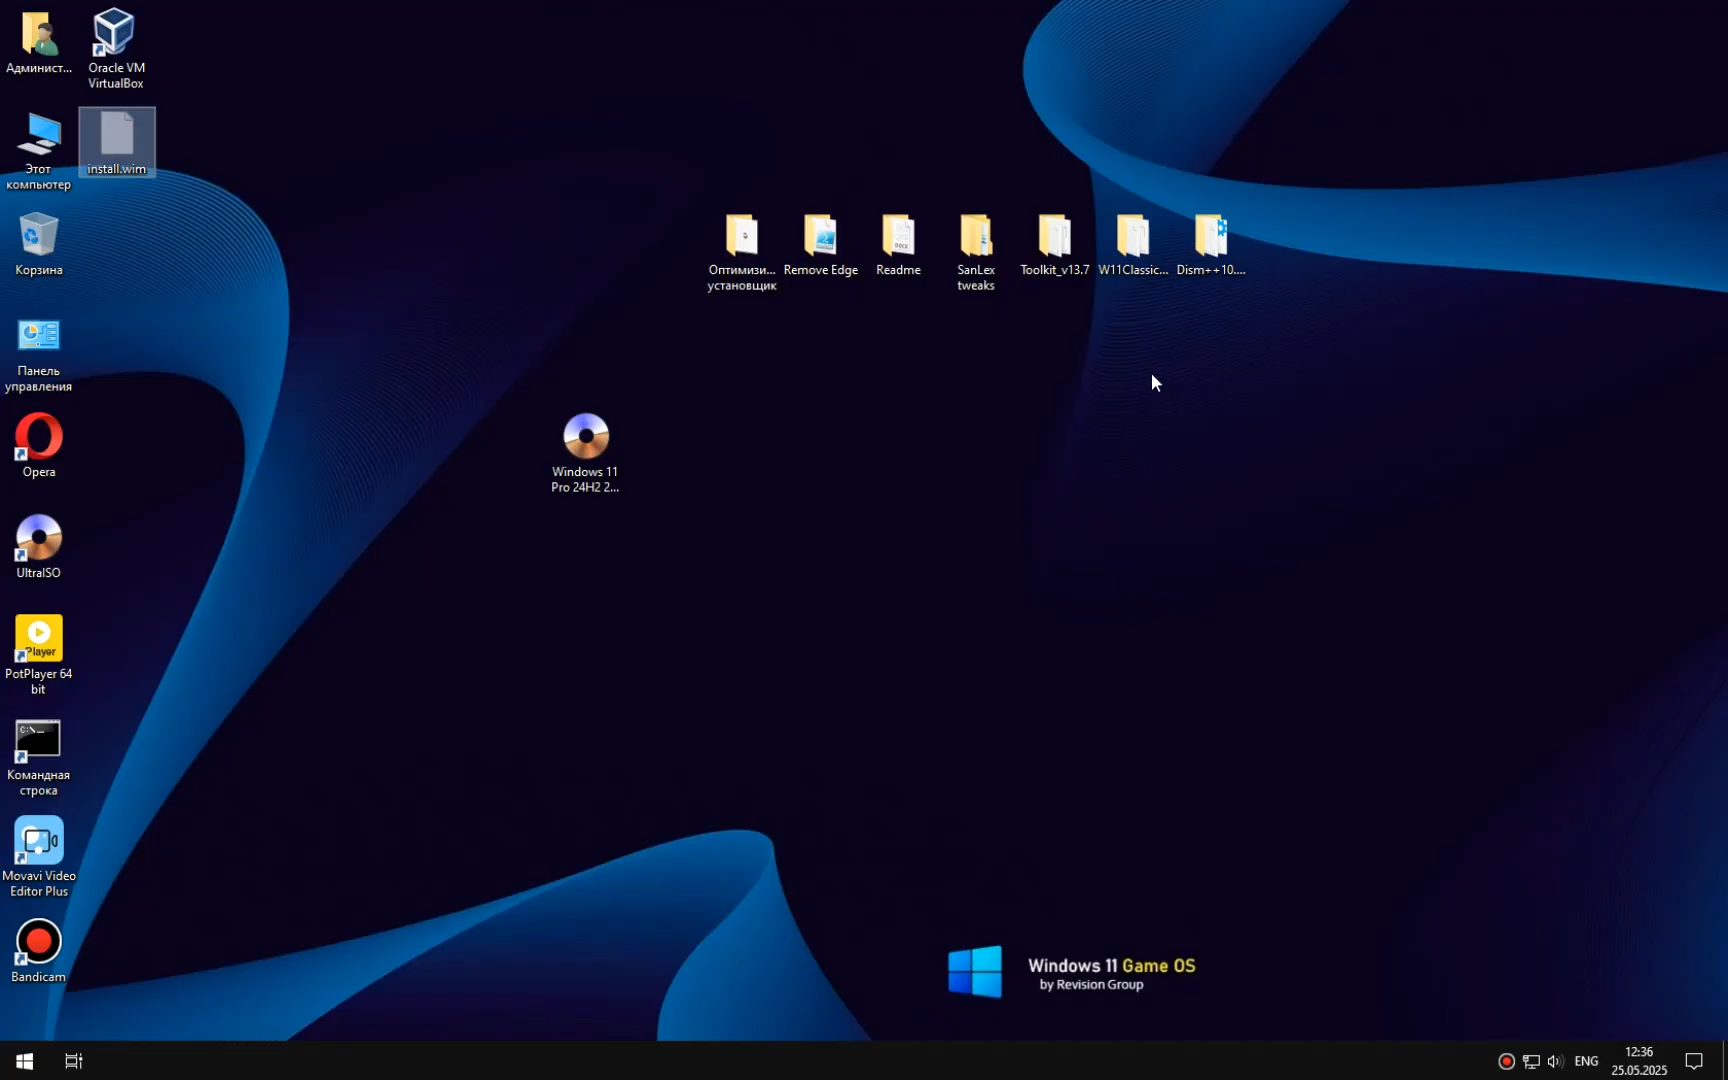 Админист...
Oracle VM
VirtualBox
Этот
компьютер
install.wim
Корзина
Оптимизи...
установщик
Remove Edge
Readme
SanLex
tweaks
Toolkit_v13.7
W11Classic...
Dism++10....
DOCX
Панель
управления
Opera
Windows 11
Pro 24H2 2...
UltraISO
Player
PotPlayer 64
bit
C:\
Командная
строка
Movavi Video
Editor Plus
Bandicam
Windows 11 Game OS
by Revision Group
ENG
12:36
25.05.2025